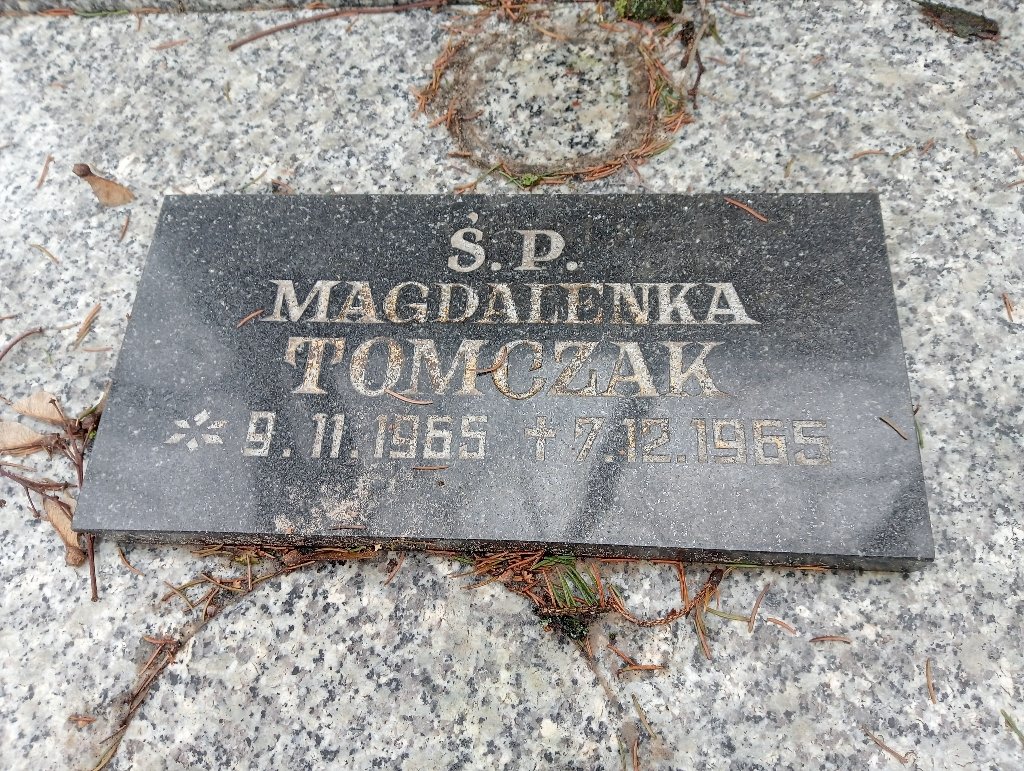 Ś.P.
MAGDALENKA
TOMCZAK
* 9.11.1965 ✝ 7.12.1965